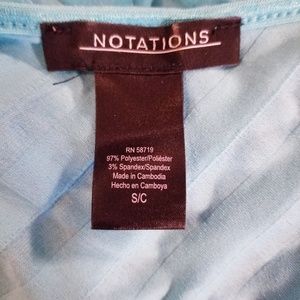 NOTATIONS
RN 58719
97% Polyester/Poliéster
3% Spandex/Spandex
Made in Cambodia
Hecho en Camboya
S/C